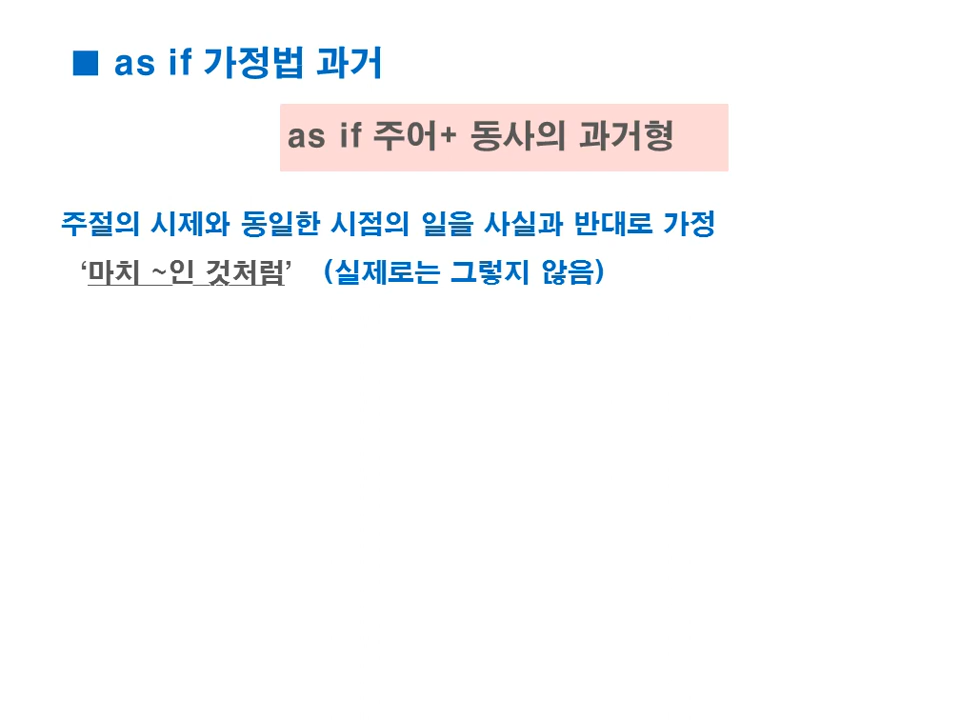 ■ as if 가정법 과거
as if 주어+ 동사의 과거형
주절의 시제와 동일한 시점의 일을 사실과 반대로 가정
‘마치 ~인 것처럼’ (실제로는 그렇지 않음)